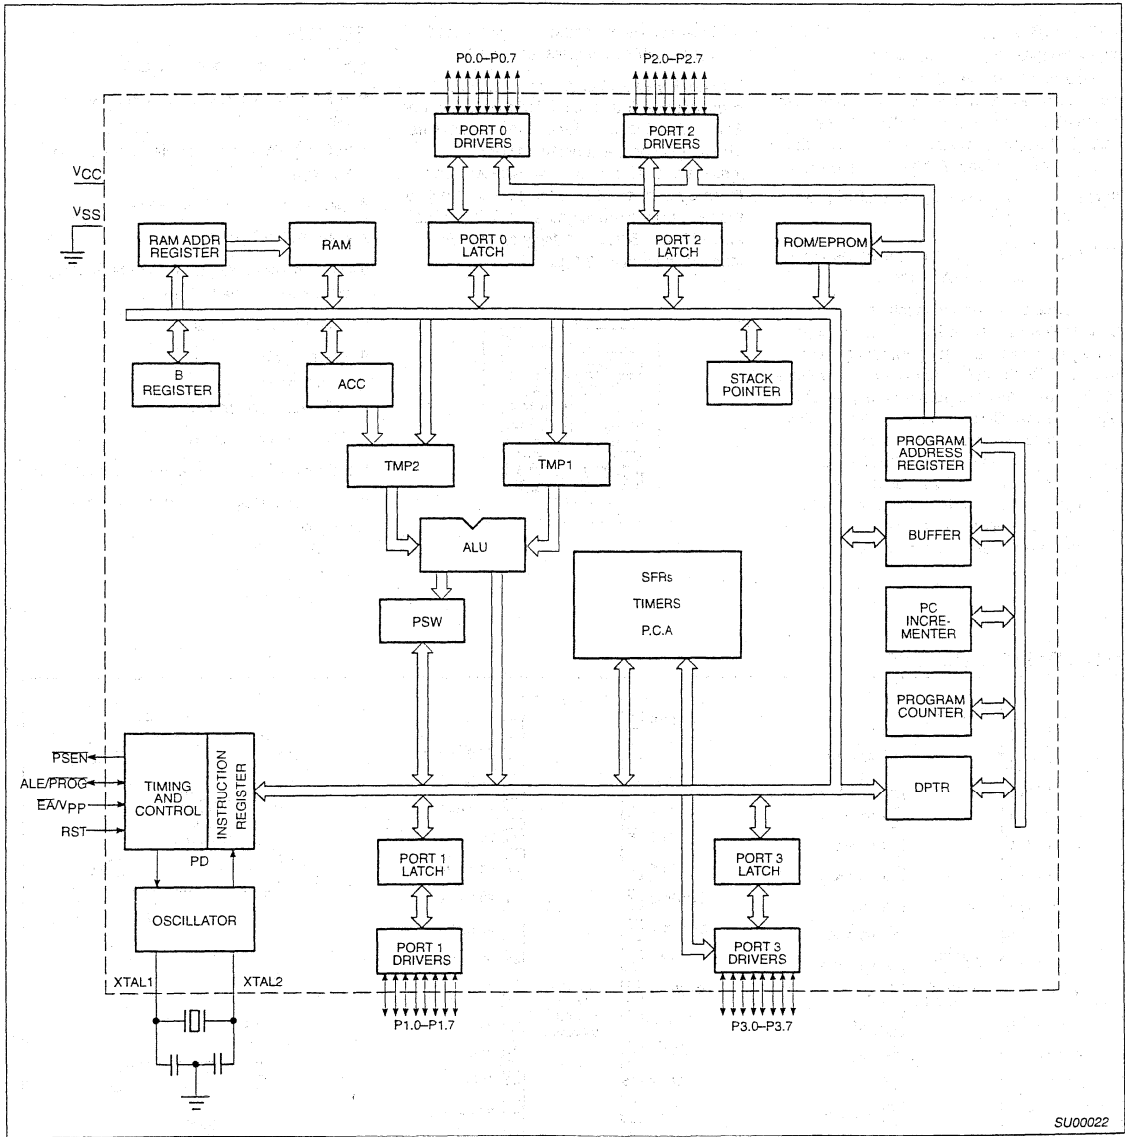 P0.0–P0.7
P2.0–P2.7
PORT 0
DRIVERS
PORT 2
DRIVERS
VCC
VSS
RAM ADDR
REGISTER
RAM
PORT 0
LATCH
PORT 2
LATCH
ROM/EPROM
B
REGISTER
ACC
STACK
POINTER
TMP2
TMP1
PROGRAM
ADDRESS
REGISTER
ALU
BUFFER
SFRs
TIMERS
P.C.A
PSW
PC
INCRE-
MENTER
PROGRAM
COUNTER
PSEN
ALE/PROG
EA/VPP
RST
TIMING
AND
CONTROL
INSTRUCTION
REGISTER
DPTR
PD
PORT 1
LATCH
PORT 3
LATCH
OSCILLATOR
PORT 1
DRIVERS
PORT 3
DRIVERS
XTAL1
XTAL2
P1.0–P1.7
P3.0–P3.7
SU00022